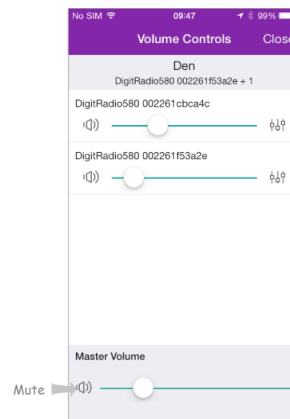 No SIM 09:47 99%
Volume Controls Close
Den
DigitRadio580 002261f53a2e + 1
DigitRadio580 002261cbca4c
DigitRadio580 002261f53a2e
Master Volume
Mute